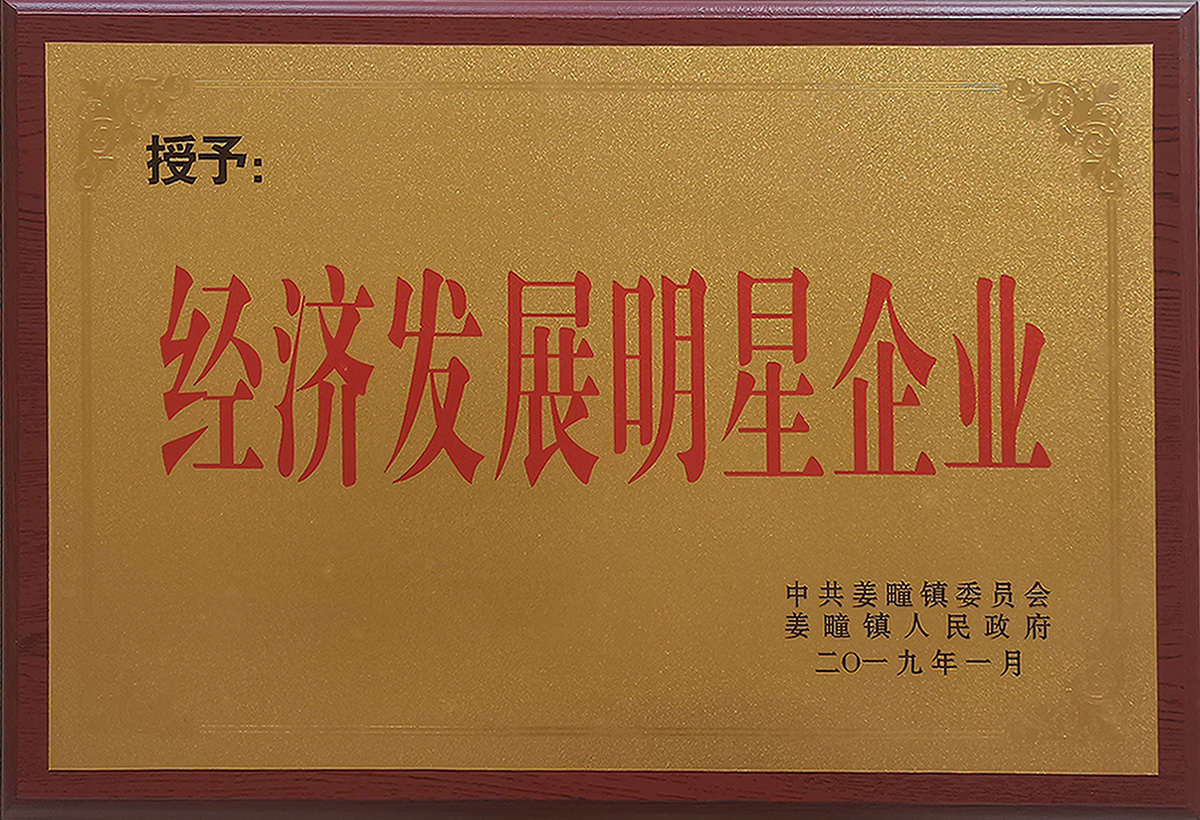 授予:
经济发展明星企业
中共姜疃镇委员会
姜疃镇人民政府
二〇一九年一月